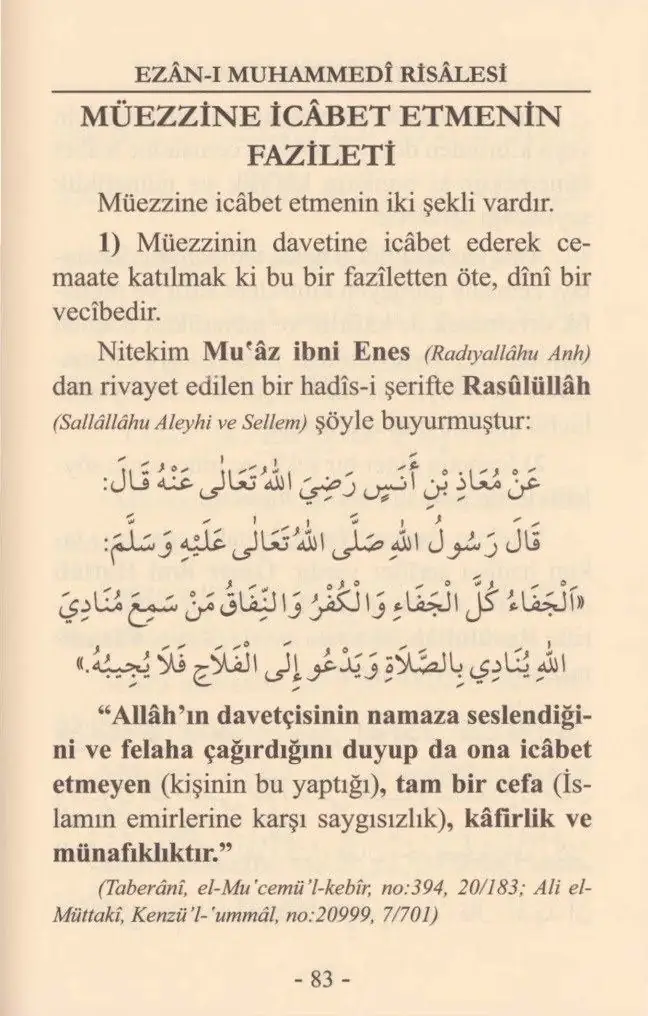 EZÂN-I MUHAMMEDÎ RİSÂLESİ
MÜEZZİNE İCÂBET ETMENİN
FAZİLETİ
Müezzine icâbet etmenin iki şekli vardır.
1) Müezzinin davetine icâbet ederek ce-
maate katılmak ki bu bir fazîletten öte, dînî bir
vecîbedir.
Nitekim Mu‛âz ibni Enes (Radıyallâhu Anh)
dan rivayet edilen bir hadîs-i şerifte Rasûlüllâh
(Sallâllâhu Aleyhi ve Sellem) şöyle buyurmuştur:
عَنْ مُعَاذِ بْنِ أَنَسٍ رَضِيَ اللهُ تَعَالٰى عَنْهُ قَالَ:
قَالَ رَسُولُ اللهِ صَلَّى اللهُ تَعَالٰى عَلَيْهِ وَسَلَّمَ:
«اَلْجَفَاءُ كُلُّ الْجَفَاءِ وَالْكُفْرُ وَالنِّفَاقُ مَنْ سَمِعَ مُنَادِيَ
اللهِ يُنَادِي بِالصَّلَاةِ وَيَدْعُو إِلَى الْفَلَاحِ فَلَا يُجِيبُهُ.»
“Allâh’ın davetçisinin namaza seslendiği-
ni ve felaha çağırdığını duyup da ona icâbet
etmeyen (kişinin bu yaptığı), tam bir cefa (İs-
lamın emirlerine karşı saygısızlık), kâfirlik ve
münafıklıktır.”
(Taberânî, el-Mu'cemü’l-kebîr, no:394, 20/183; Ali el-
Müttakî, Kenzü’l-'ummâl, no:20999, 7/701)
- 83 -